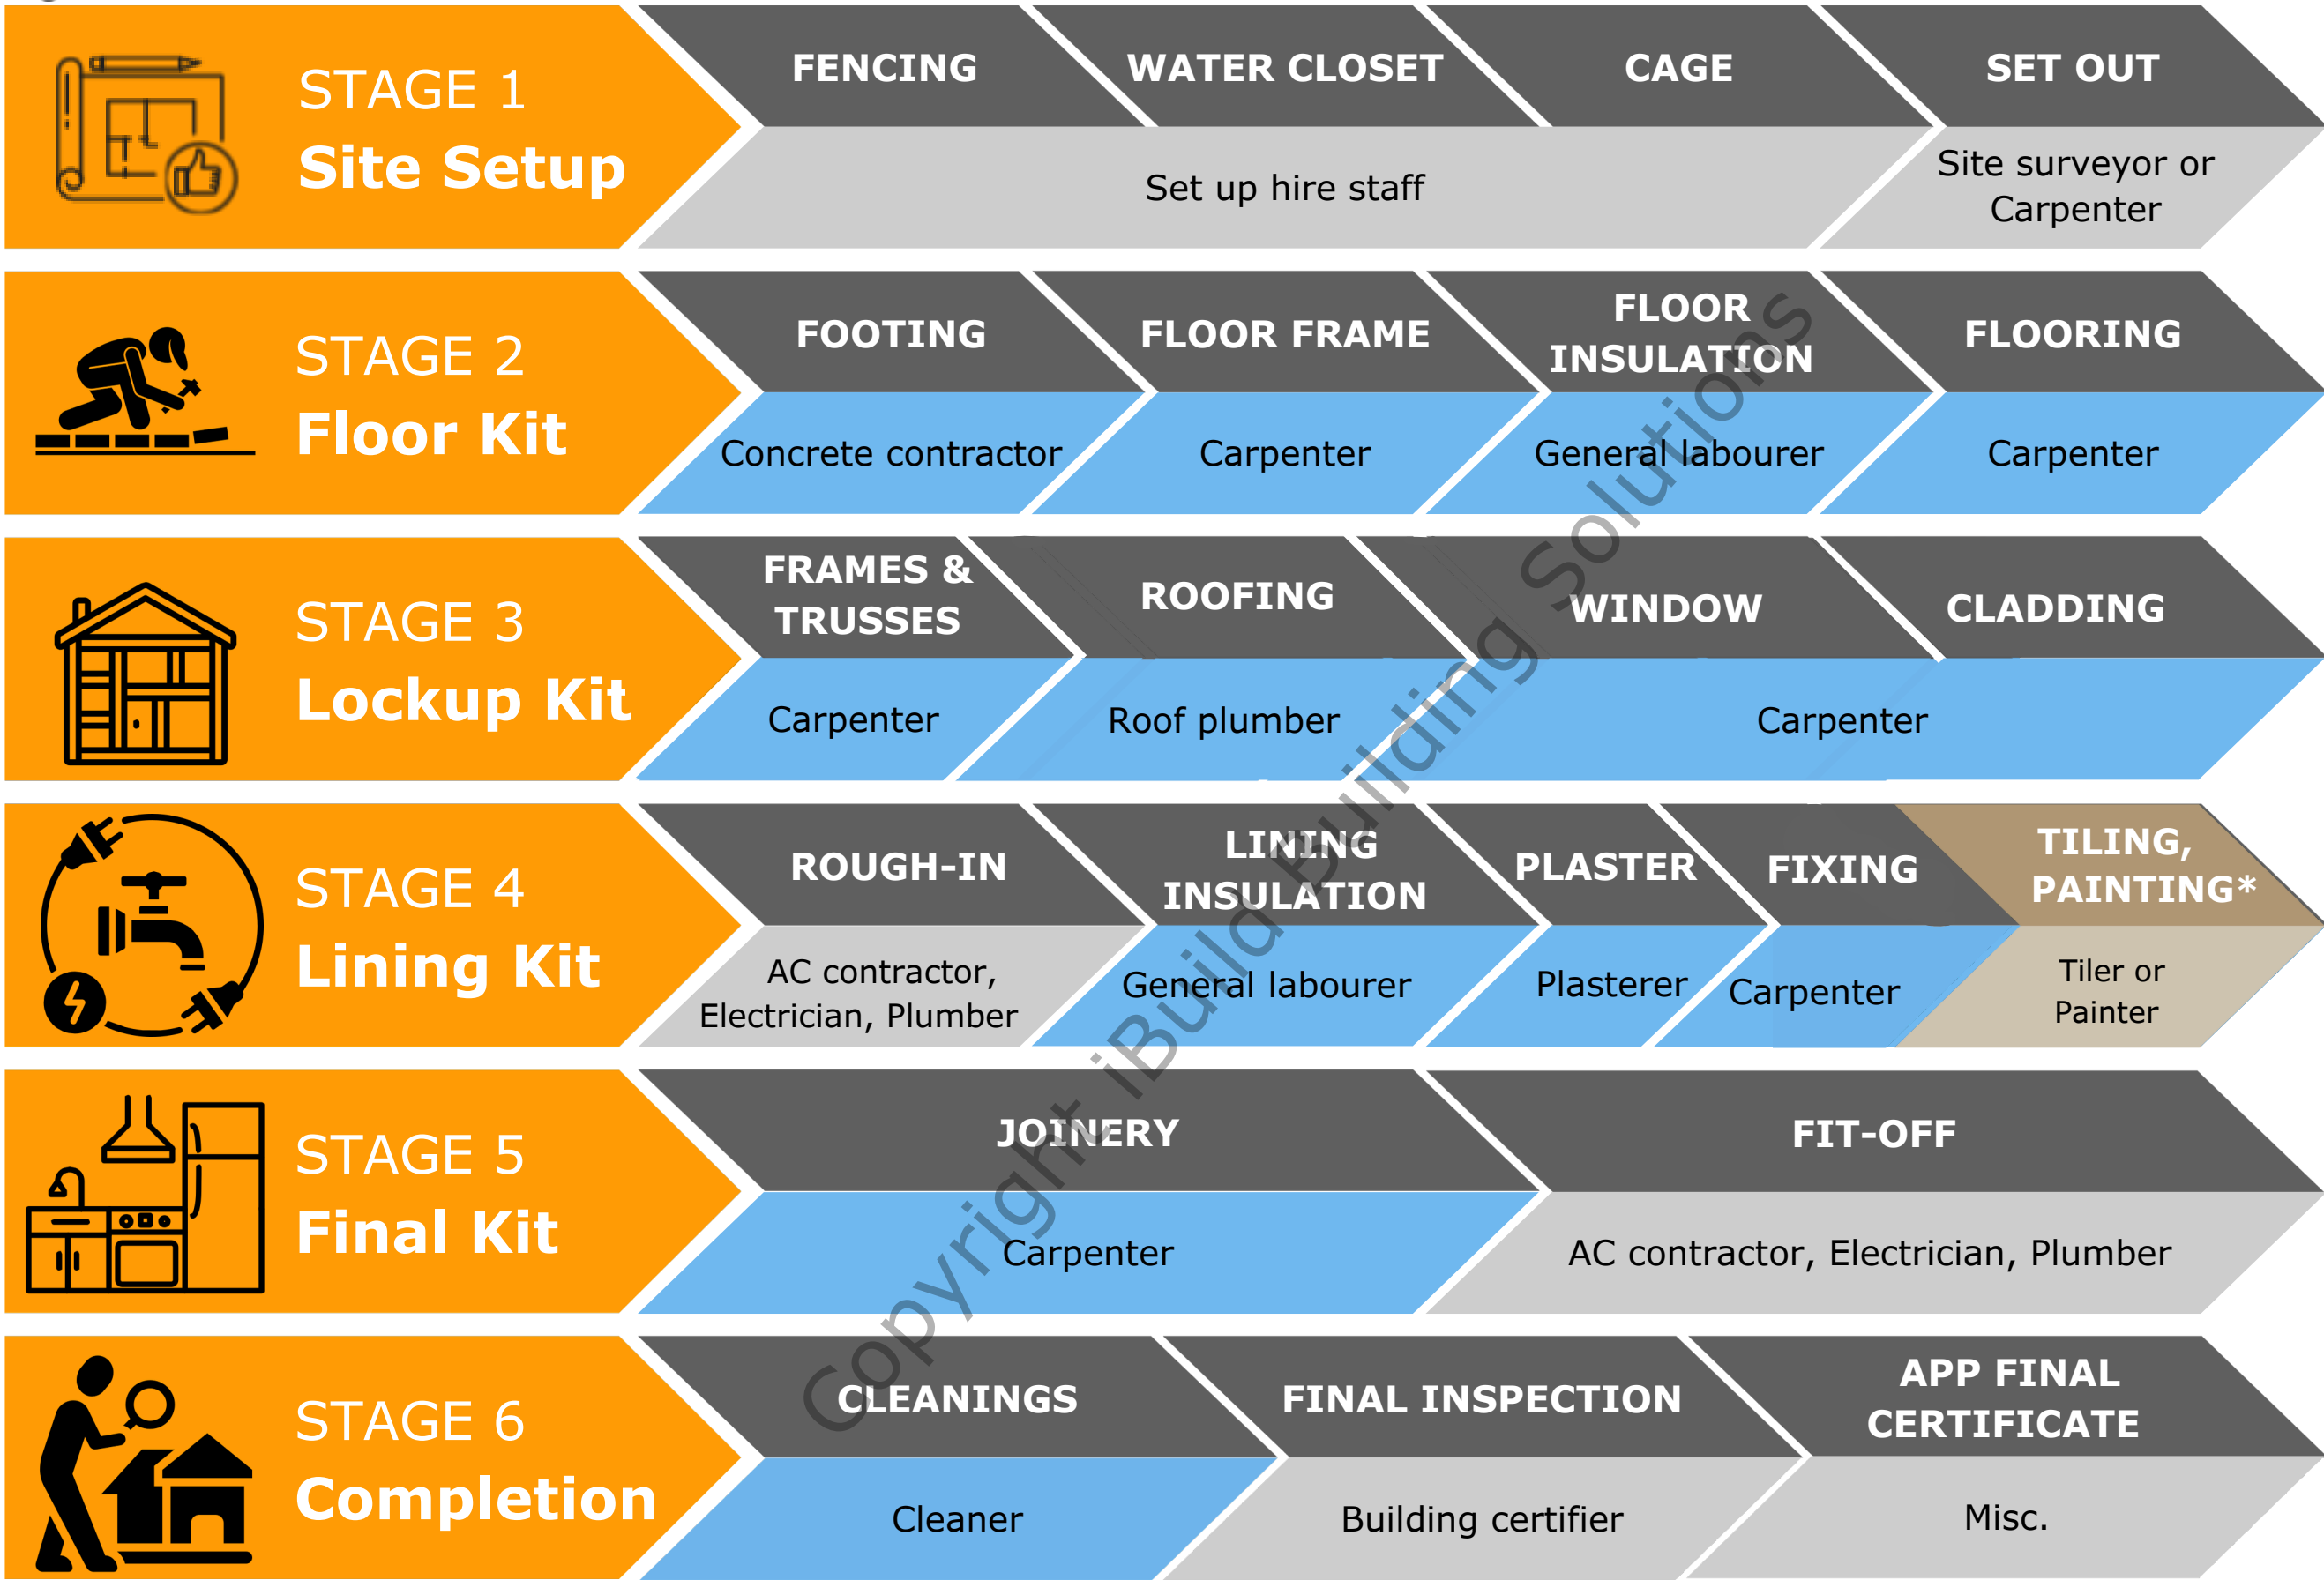 STAGE 1
Site Setup
FENCING
WATER CLOSET
CAGE
SET OUT
Set up hire staff
Site surveyor or
Carpenter
STAGE 2
Floor Kit
FOOTING
FLOOR FRAME
FLOOR
INSULATION
FLOORING
Concrete contractor
Carpenter
General labourer
Carpenter
STAGE 3
Lockup Kit
FRAMES &
TRUSSES
ROOFING
WINDOW
CLADDING
Carpenter
Roof plumber
Carpenter
STAGE 4
Lining Kit
ROUGH-IN
LINING
INSULATION
PLASTER
FIXING
TILING,
PAINTING*
AC contractor,
Electrician, Plumber
General labourer
Plasterer
Carpenter
Tiler or
Painter
STAGE 5
Final Kit
JOINERY
FIT-OFF
Carpenter
AC contractor, Electrician, Plumber
STAGE 6
Completion
CLEANINGS
FINAL INSPECTION
APP FINAL
CERTIFICATE
Cleaner
Building certifier
Misc.
Copyright iBuild Building Solutions